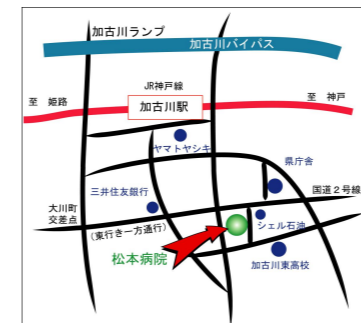 加古川ランプ
加古川バイパス
JR神戸線
至　姫路
加古川駅
至　神戸
ヤマトヤシキ
県庁舎
三井住友銀行
国道２号線
大川町
交差点
(東行き一方通行)
シェル石油
松本病院
加古川東高校